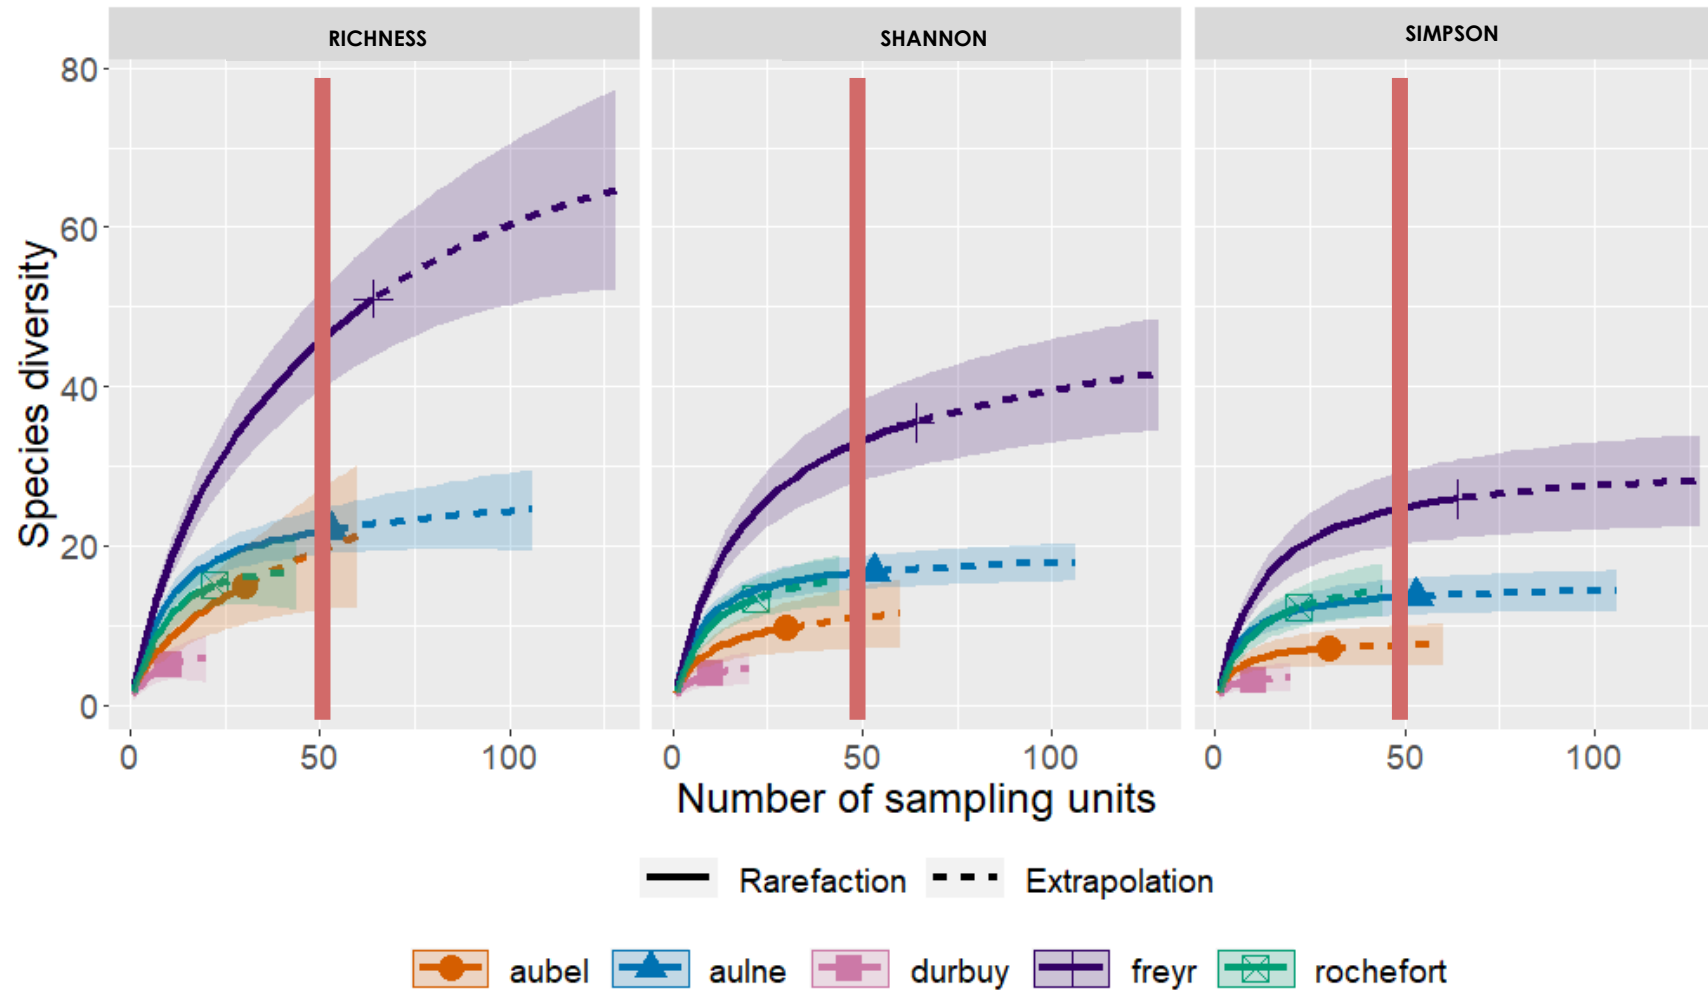 RICHNESS SHANNON SIMPSON
80
60
40
20
0
Species diversity
0 50 100 0 50 100 0 50 100
Number of sampling units
Rarefaction Extrapolation
aubel aulne durbuy freyr rochefort